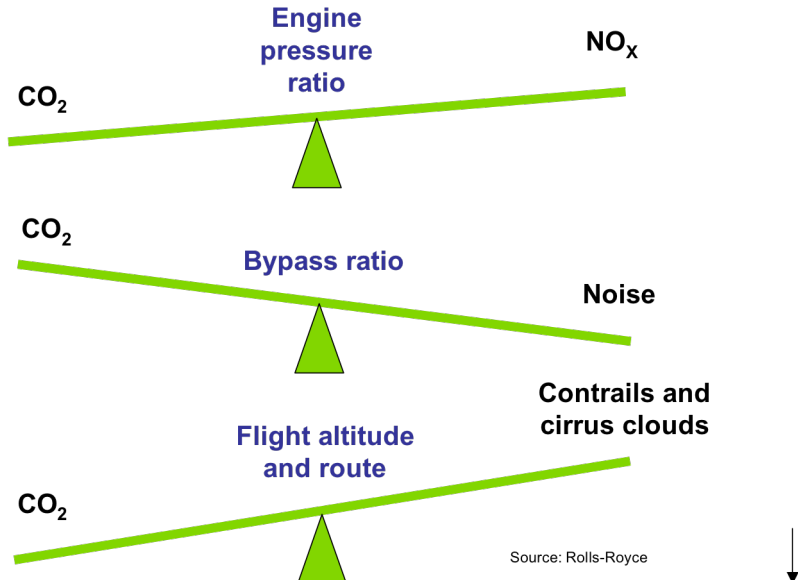 Engine
pressure
ratio
NOX
CO2
CO2
Bypass ratio
Noise
Contrails and
cirrus clouds
Flight altitude
and route
CO2
Source: Rolls-Royce